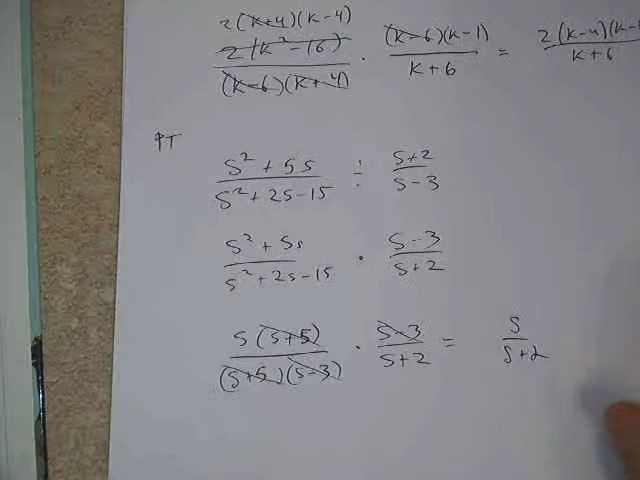 2(k+4)(k-4)
2(k²-16) / (k-6)(k+4) · (k-6)(k-1) / k+6 = 2(k-4)(k- / k+6
PT
s²+5s / s²+2s-15 ÷ s+2 / s-3
s²+5s / s²+2s-15 · s-3 / s+2
s(s+5) / (s+5)(s-3) · s-3 / s+2 = s / s+2